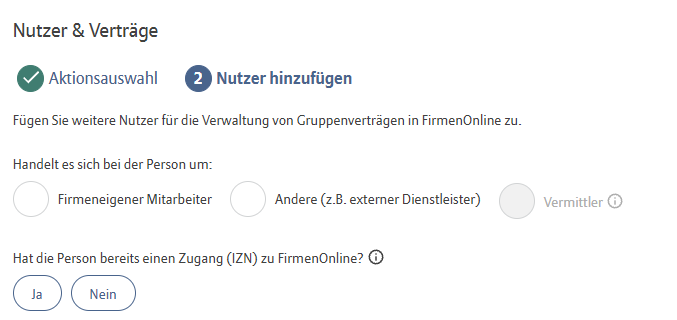 Nutzer & Verträge
Aktionsauswahl 2 Nutzer hinzufügen
Fügen Sie weitere Nutzer für die Verwaltung von Gruppenverträgen in FirmenOnline zu.
Handelt es sich bei der Person um:
Firmeneigener Mitarbeiter Andere (z.B. externer Dienstleister) Vermittler
Hat die Person bereits einen Zugang (IZN) zu FirmenOnline?
Ja Nein